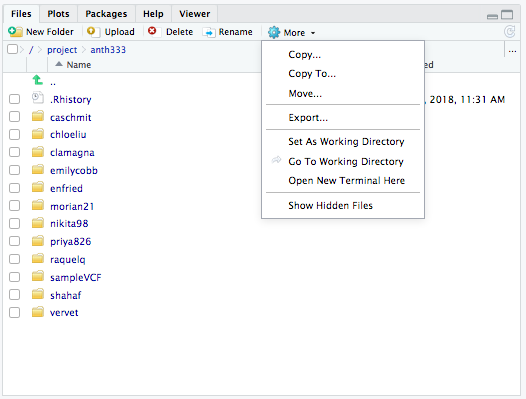 Files Plots Packages Help Viewer
New Folder Upload Delete Rename More
/ project anth333 ...
Name ed
..
.Rhistory , 2018, 11:31 AM
caschmit
chloeliu
clamagna
emilycobb
enfried
morian21
nikita98
priya826
raquelq
sampleVCF
shahaf
vervet
Copy...
Copy To...
Move...
Export...
Set As Working Directory
Go To Working Directory
Open New Terminal Here
Show Hidden Files